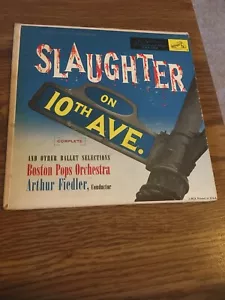 SLAUGHTER
ON
10TH AVE.
COMPLETE
AND OTHER BALLET SELECTIONS
Boston Pops Orchestra
Arthur Fiedler, Conductor